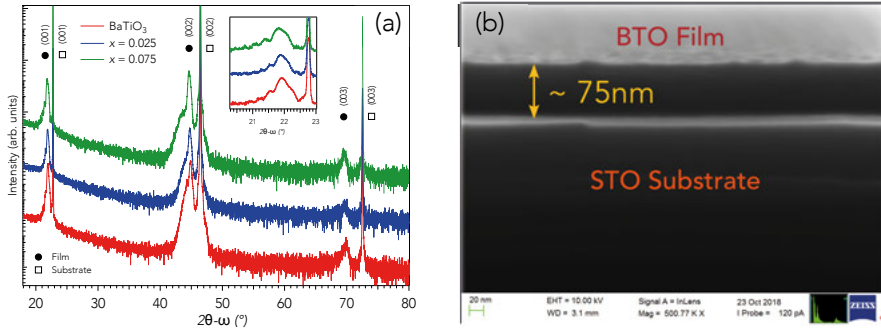 (a)
BaTiO₃
x = 0.025
x = 0.075
(001)
(001)
(002)
(002)
(003)
(003)
20.5 21 22 23
2θ-ω (°)
Intensity (arb. units)
Film
Substrate
20 30 40 50 60 70 80
2θ-ω (°)
(b)
BTO Film
~ 75nm
STO Substrate
20 nm
EHT = 10.00 kV
WD = 3.1 mm
Signal A = InLens
Mag = 500.77 K X
23 Oct 2018
I Probe = 120 pA
ZEISS